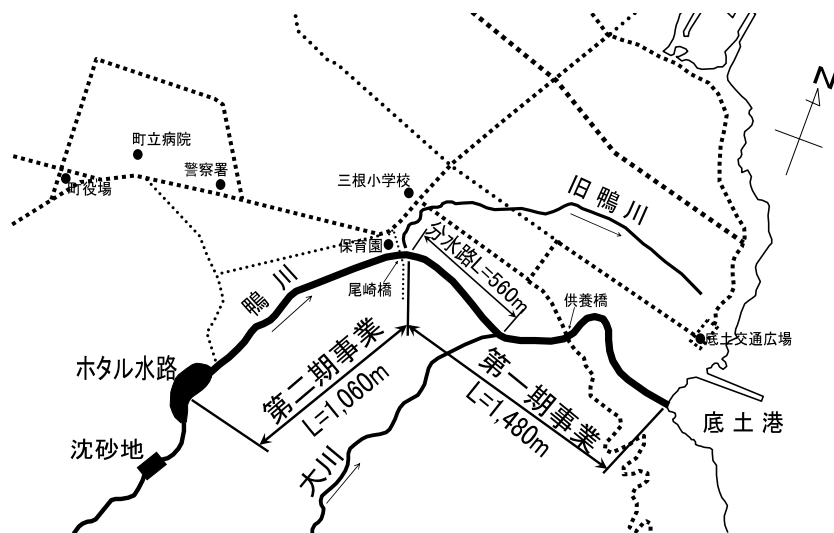 N
町立病院
警察署
町役場
三根小学校
旧鴨川
保育園
分水路L=560m
鴨川
尾崎橋
供養橋
底土交通広場
ホタル水路
第二期事業
L=1,060m
第一期事業
L=1,480m
底土港
沈砂地
大川